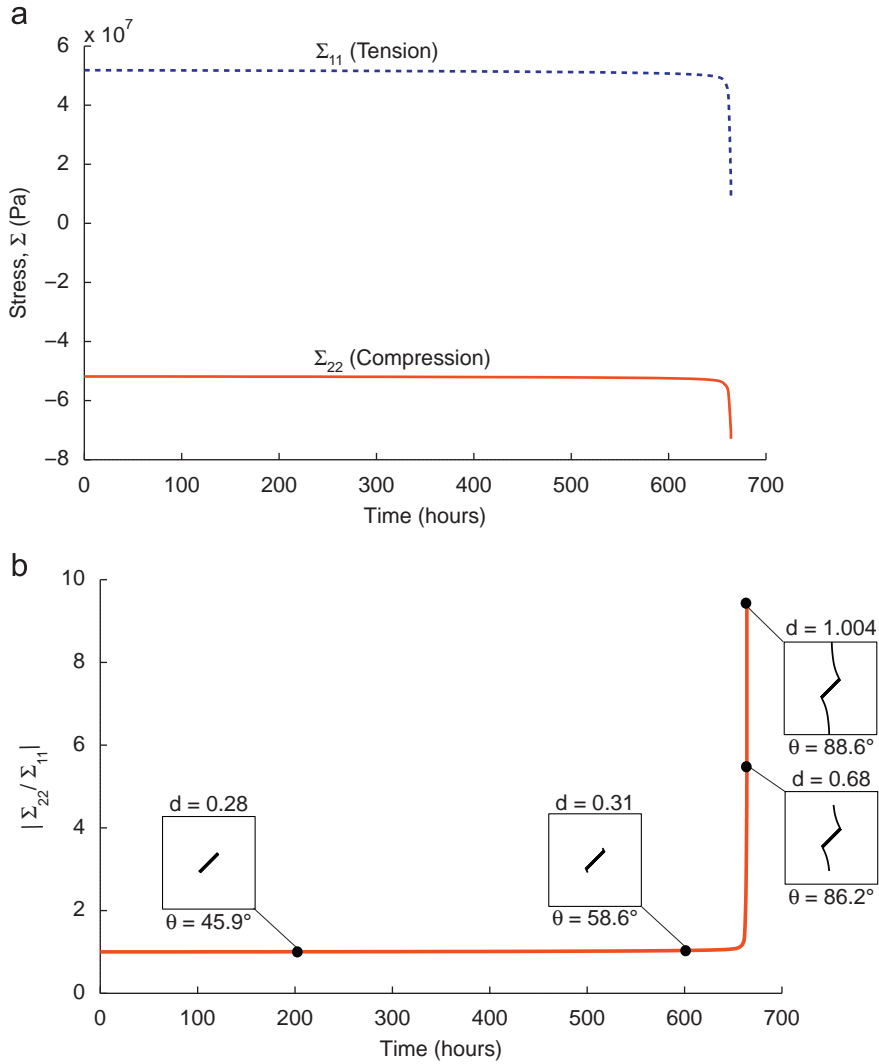 a
x 10⁷
6
4
2
0
−2
−4
−6
−8
Stress, Σ (Pa)
Σ₁₁ (Tension)
Σ₂₂ (Compression)
0 100 200 300 400 500 600 700
Time (hours)
b
10
8
6
4
2
0
|Σ₂₂/Σ₁₁|
d = 0.28
θ = 45.9°
d = 0.31
θ = 58.6°
d = 1.004
θ = 88.6°
d = 0.68
θ = 86.2°
0 100 200 300 400 500 600 700
Time (hours)